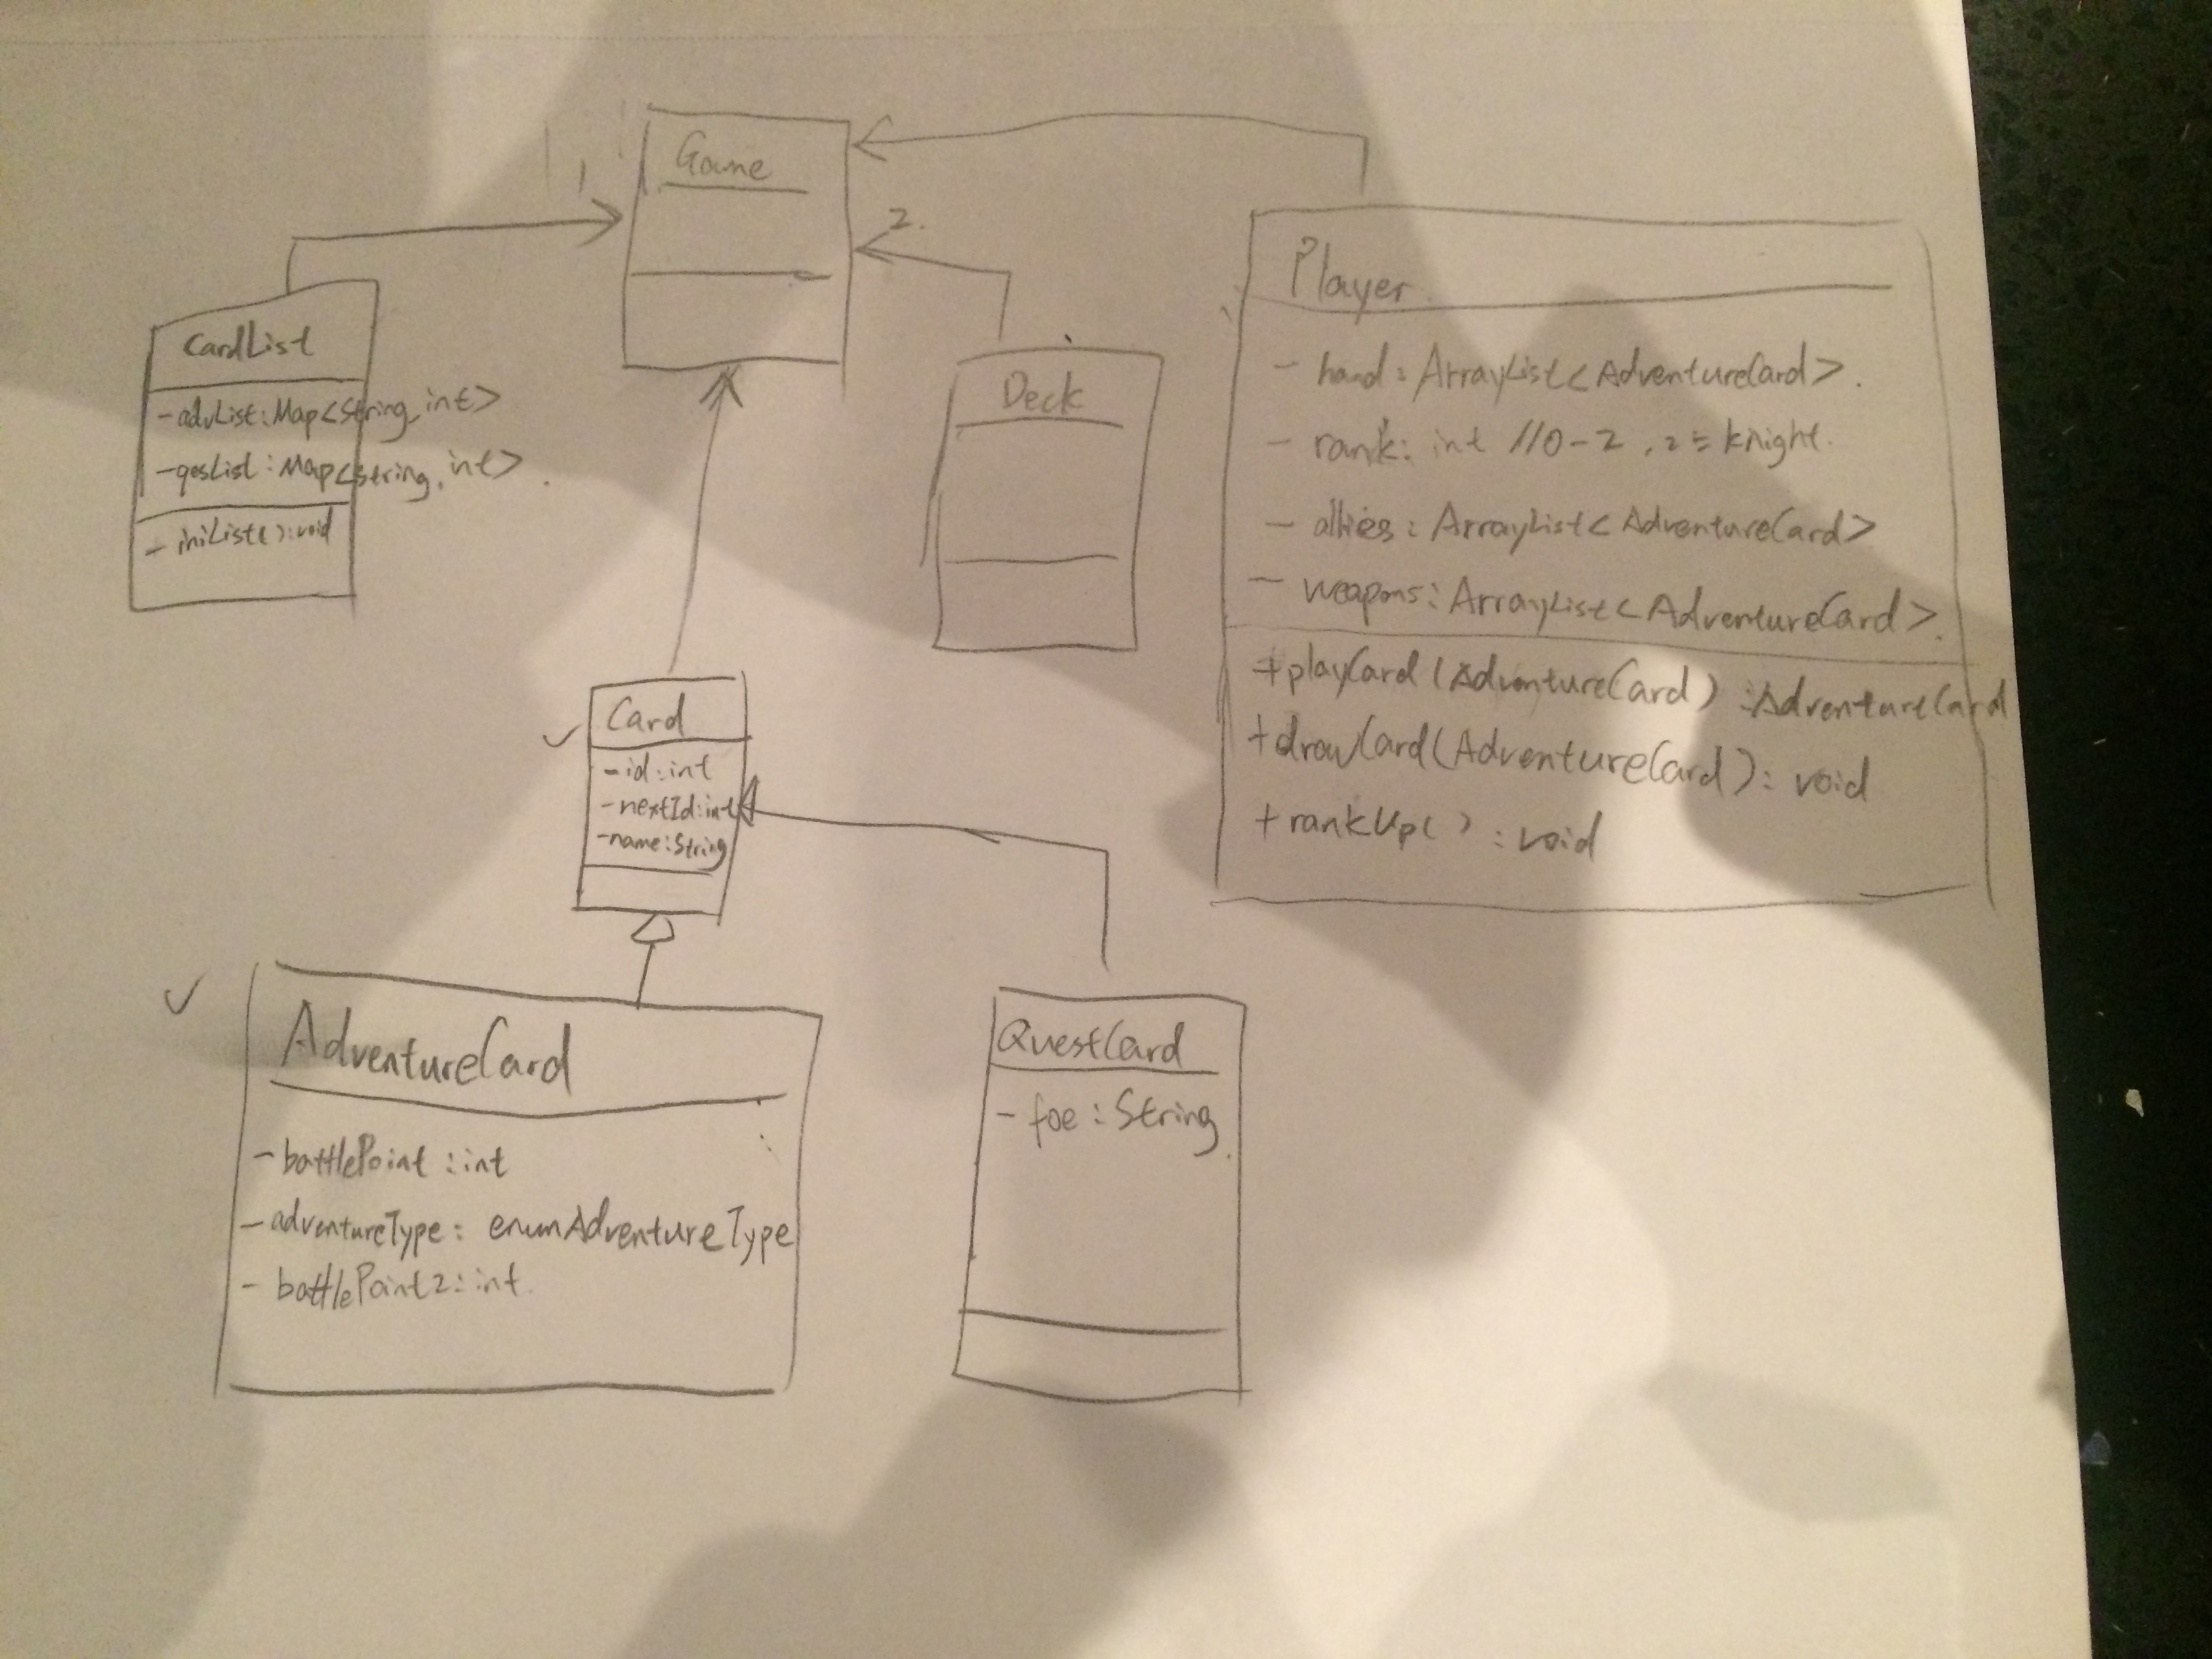 Game
1
2.
CardList
-advList:Map<String, int>
-qesList:Map<String, int>.
- iniList():void
Deck
Player
- hand: ArrayList<AdventureCard>.
- rank: int //0-2, 2=knight.
- allies: ArrayList<AdventureCard>
- weapons: ArrayList<AdventureCard>.
+playCard(AdventureCard):AdventureCard
+drawCard(AdventureCard): void
+rankUp(): void
Card
-id:int
-nextId:int
-name:String
AdventureCard
-battlePoint:int
-adventureType: enumAdventureType
- battlePoint2:int.
QuestCard
- foe:String.